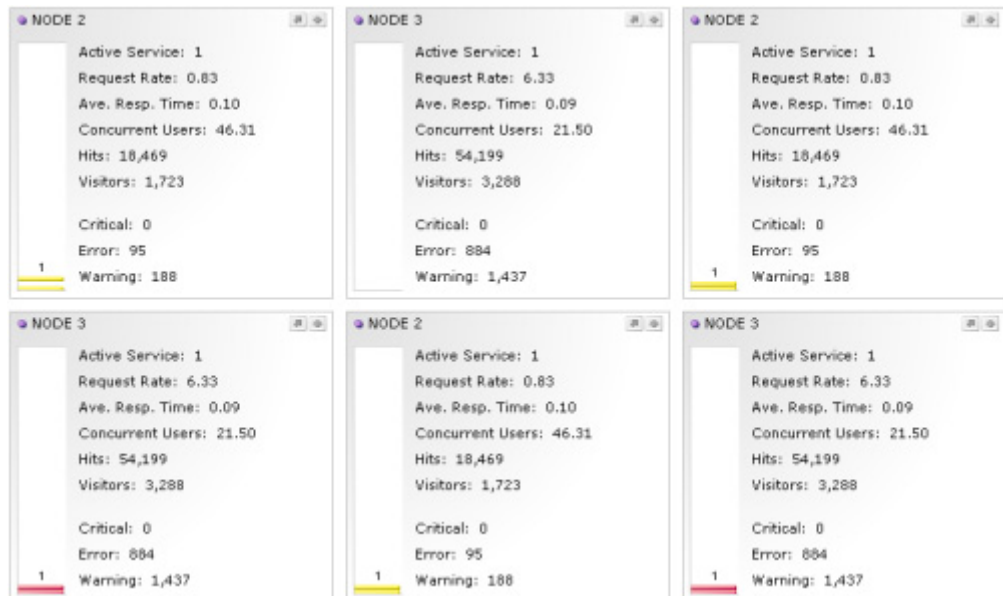 NODE 2
Active Service: 1
Request Rate: 0.83
Ave. Resp. Time: 0.10
Concurrent Users: 46.31
Hits: 18,469
Visitors: 1,723
Critical: 0
Error: 95
1
Warning: 188
NODE 3
Active Service: 1
Request Rate: 6.33
Ave. Resp. Time: 0.09
Concurrent Users: 21.50
Hits: 54,199
Visitors: 3,288
Critical: 0
Error: 884
Warning: 1,437
NODE 2
Active Service: 1
Request Rate: 0.83
Ave. Resp. Time: 0.10
Concurrent Users: 46.31
Hits: 18,469
Visitors: 1,723
Critical: 0
Error: 95
1
Warning: 188
NODE 3
Active Service: 1
Request Rate: 6.33
Ave. Resp. Time: 0.09
Concurrent Users: 21.50
Hits: 54,199
Visitors: 3,288
Critical: 0
Error: 884
1
Warning: 1,437
NODE 2
Active Service: 1
Request Rate: 0.83
Ave. Resp. Time: 0.10
Concurrent Users: 46.31
Hits: 18,469
Visitors: 1,723
Critical: 0
Error: 95
1
Warning: 188
NODE 3
Active Service: 1
Request Rate: 6.33
Ave. Resp. Time: 0.09
Concurrent Users: 21.50
Hits: 54,199
Visitors: 3,288
Critical: 0
Error: 884
1
Warning: 1,437